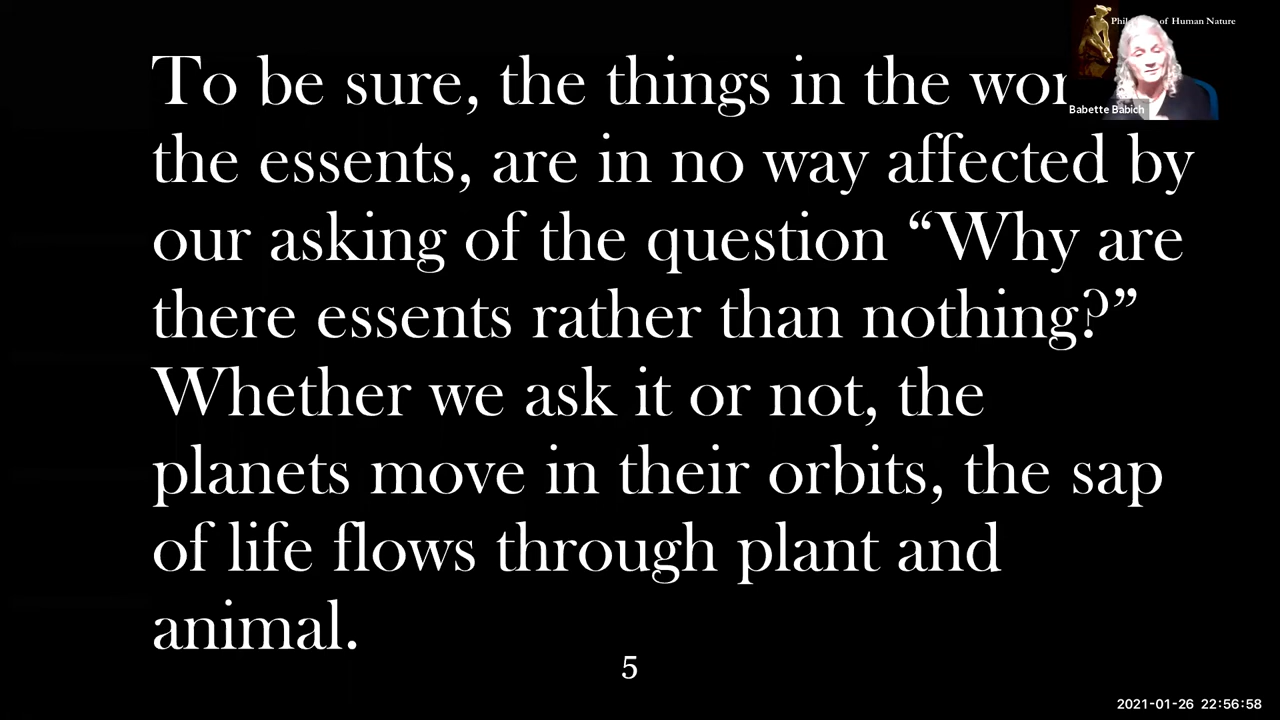 Phil of Human Nature
Babette Babich
To be sure, the things in the
the essents, are in no way affected by
our asking of the question “Why are
there essents rather than nothing?”
Whether we ask it or not, the
planets move in their orbits, the sap
of life flows through plant and
animal.
5
2021-01-26 22:56:58